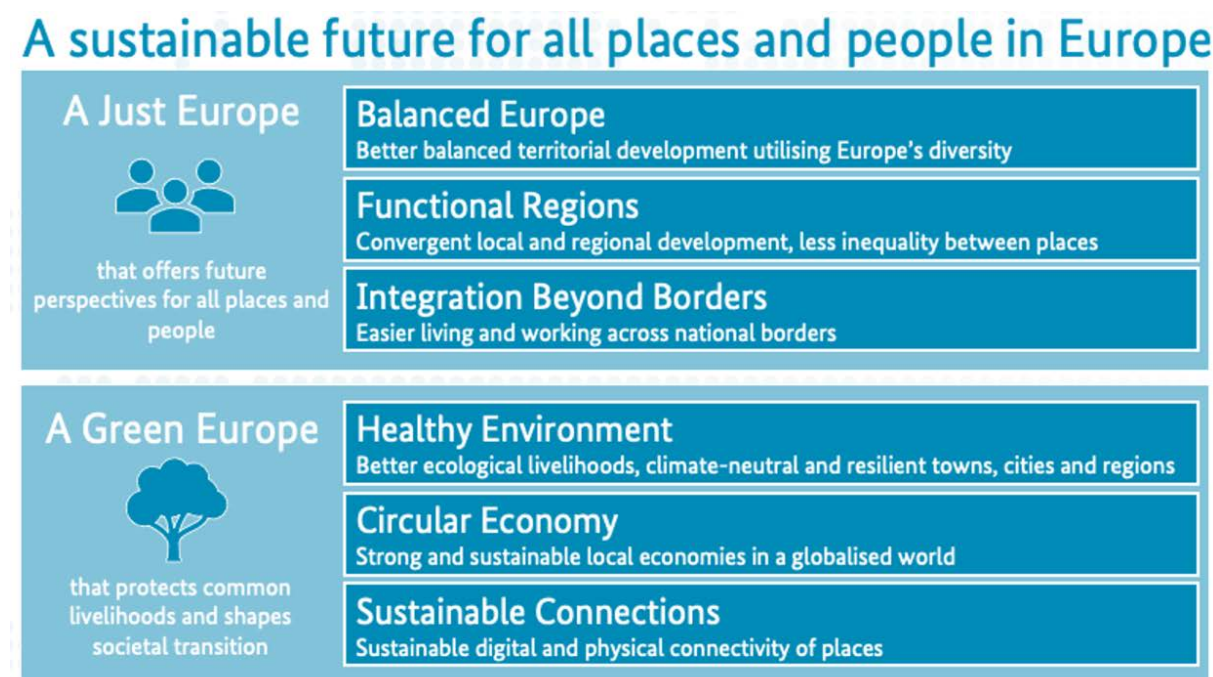 A sustainable future for all places and people in Europe
A Just Europe
that offers future
perspectives for all places and
people
Balanced Europe
Better balanced territorial development utilising Europe's diversity
Functional Regions
Convergent local and regional development, less inequality between places
Integration Beyond Borders
Easier living and working across national borders
A Green Europe
that protects common
livelihoods and shapes
societal transition
Healthy Environment
Better ecological livelihoods, climate-neutral and resilient towns, cities and regions
Circular Economy
Strong and sustainable local economies in a globalised world
Sustainable Connections
Sustainable digital and physical connectivity of places